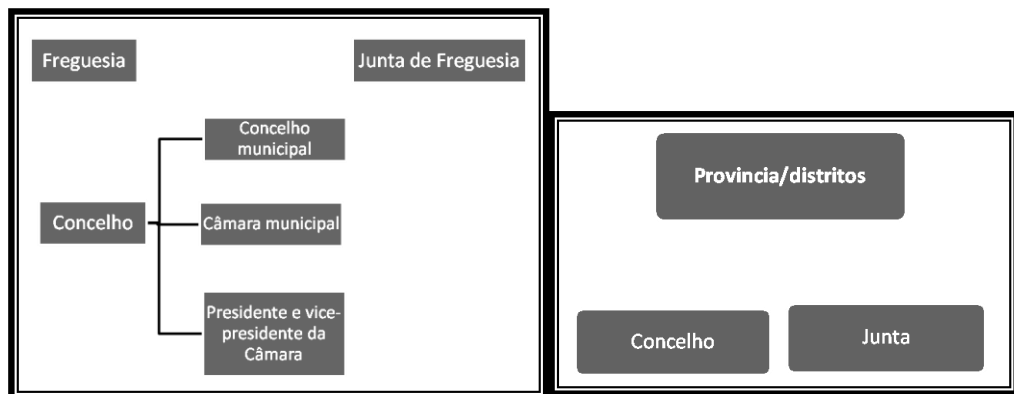 Freguesia
Junta de Freguesia
Concelho
municipal
Concelho
Câmara municipal
Presidente e vice-
presidente da
Câmara
Provincia/distritos
Concelho
Junta